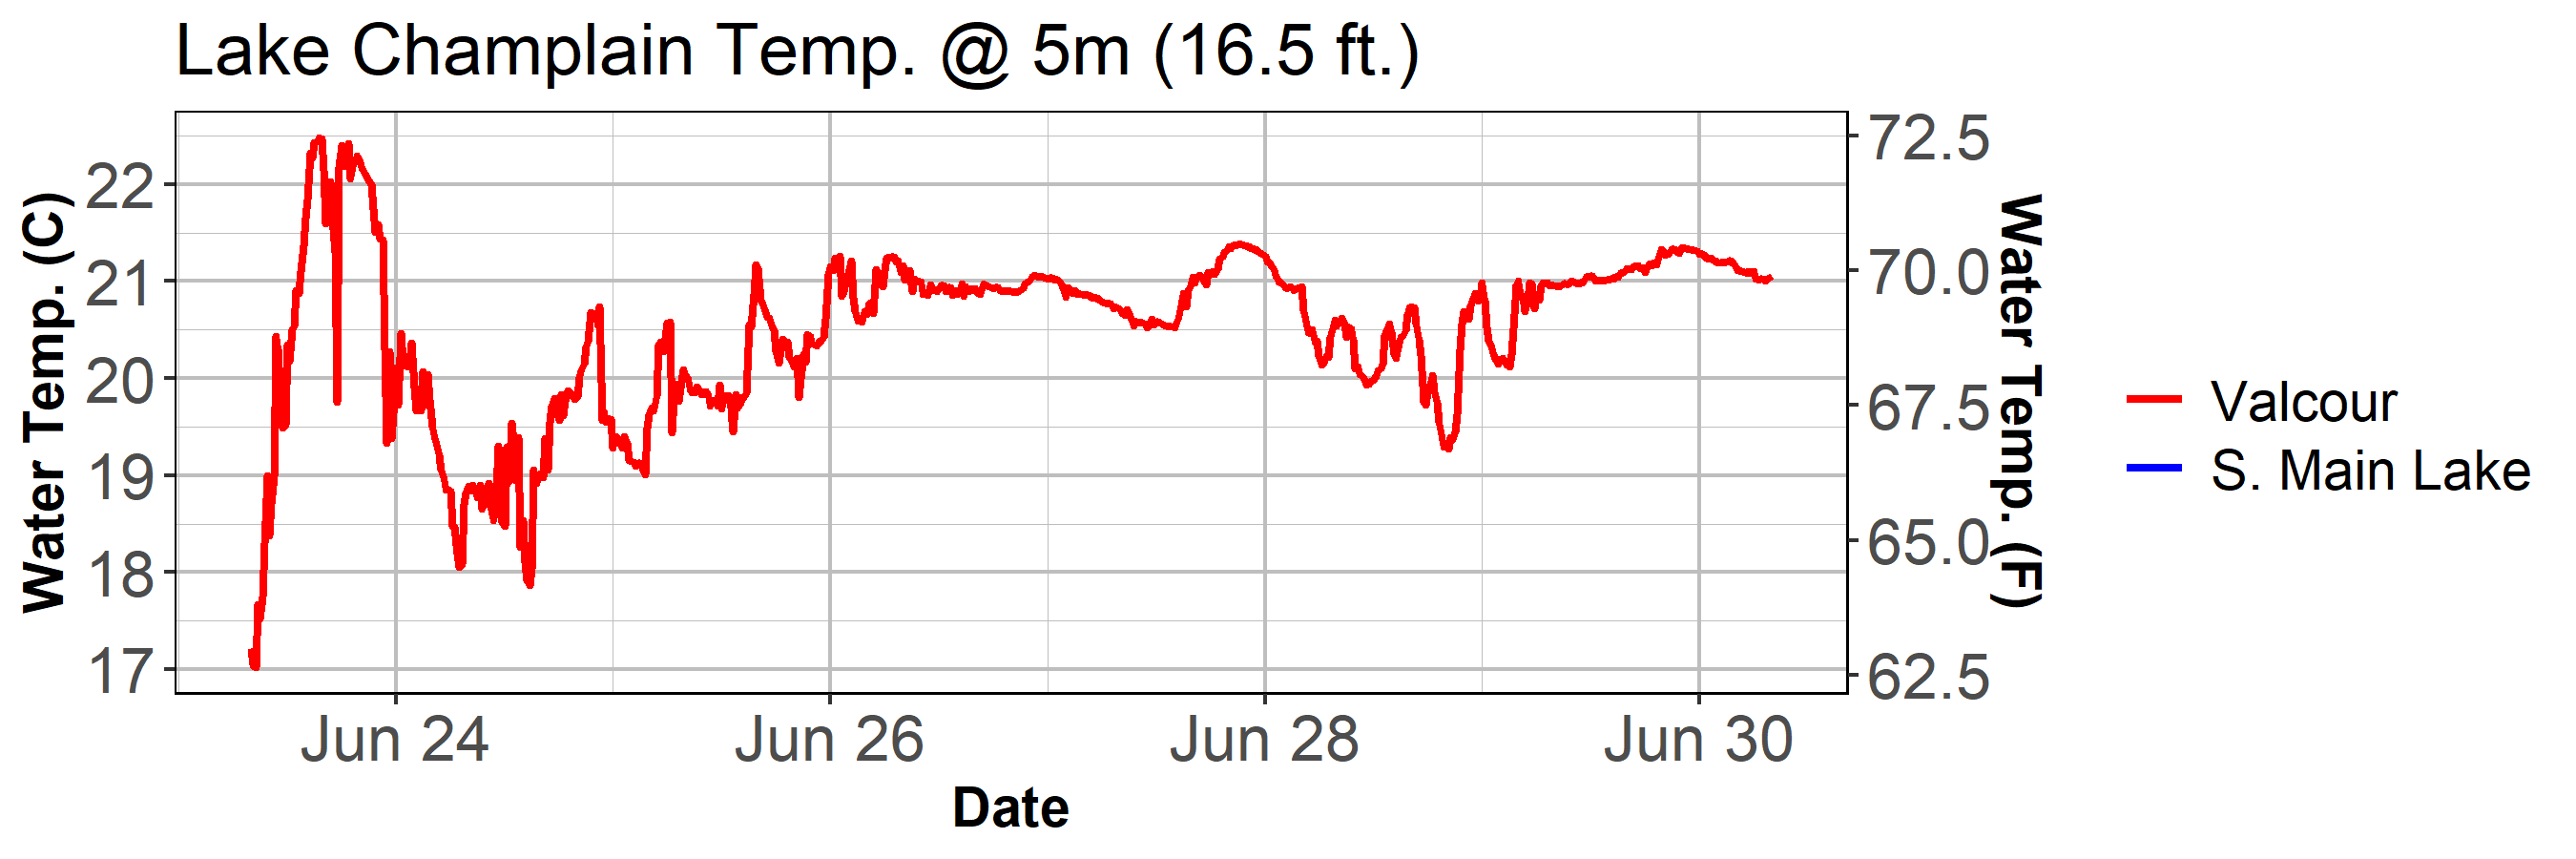 Lake Champlain Temp. @ 5m (16.5 ft.)
Water Temp. (C)
22
21
20
19
18
17
72.5
70.0
67.5
65.0
62.5
Water Temp. (F)
Jun 24
Jun 26
Jun 28
Jun 30
Date
Valcour
S. Main Lake